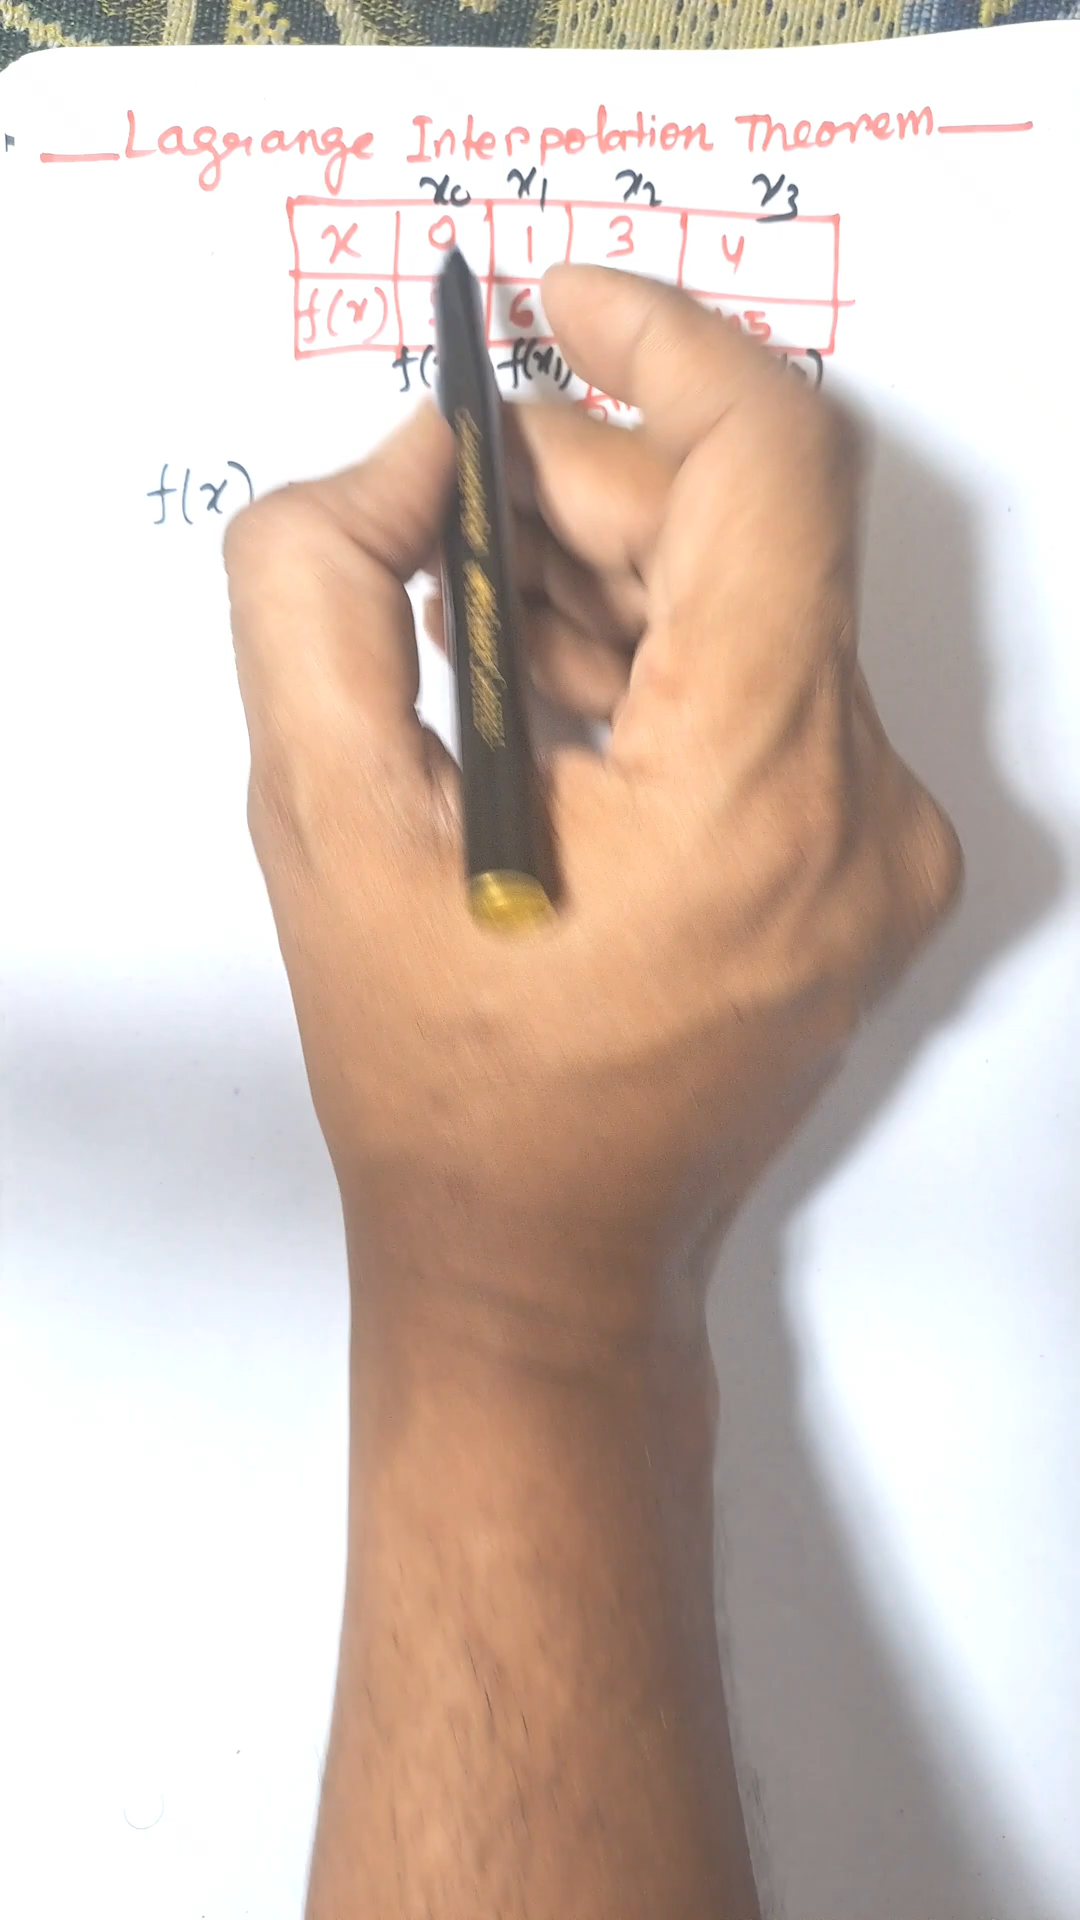 Lagrange Interpolation Theorem
x0 x1 x2 x3
x 0 1 3 4
f(x) 6
f(x1)
f(x)